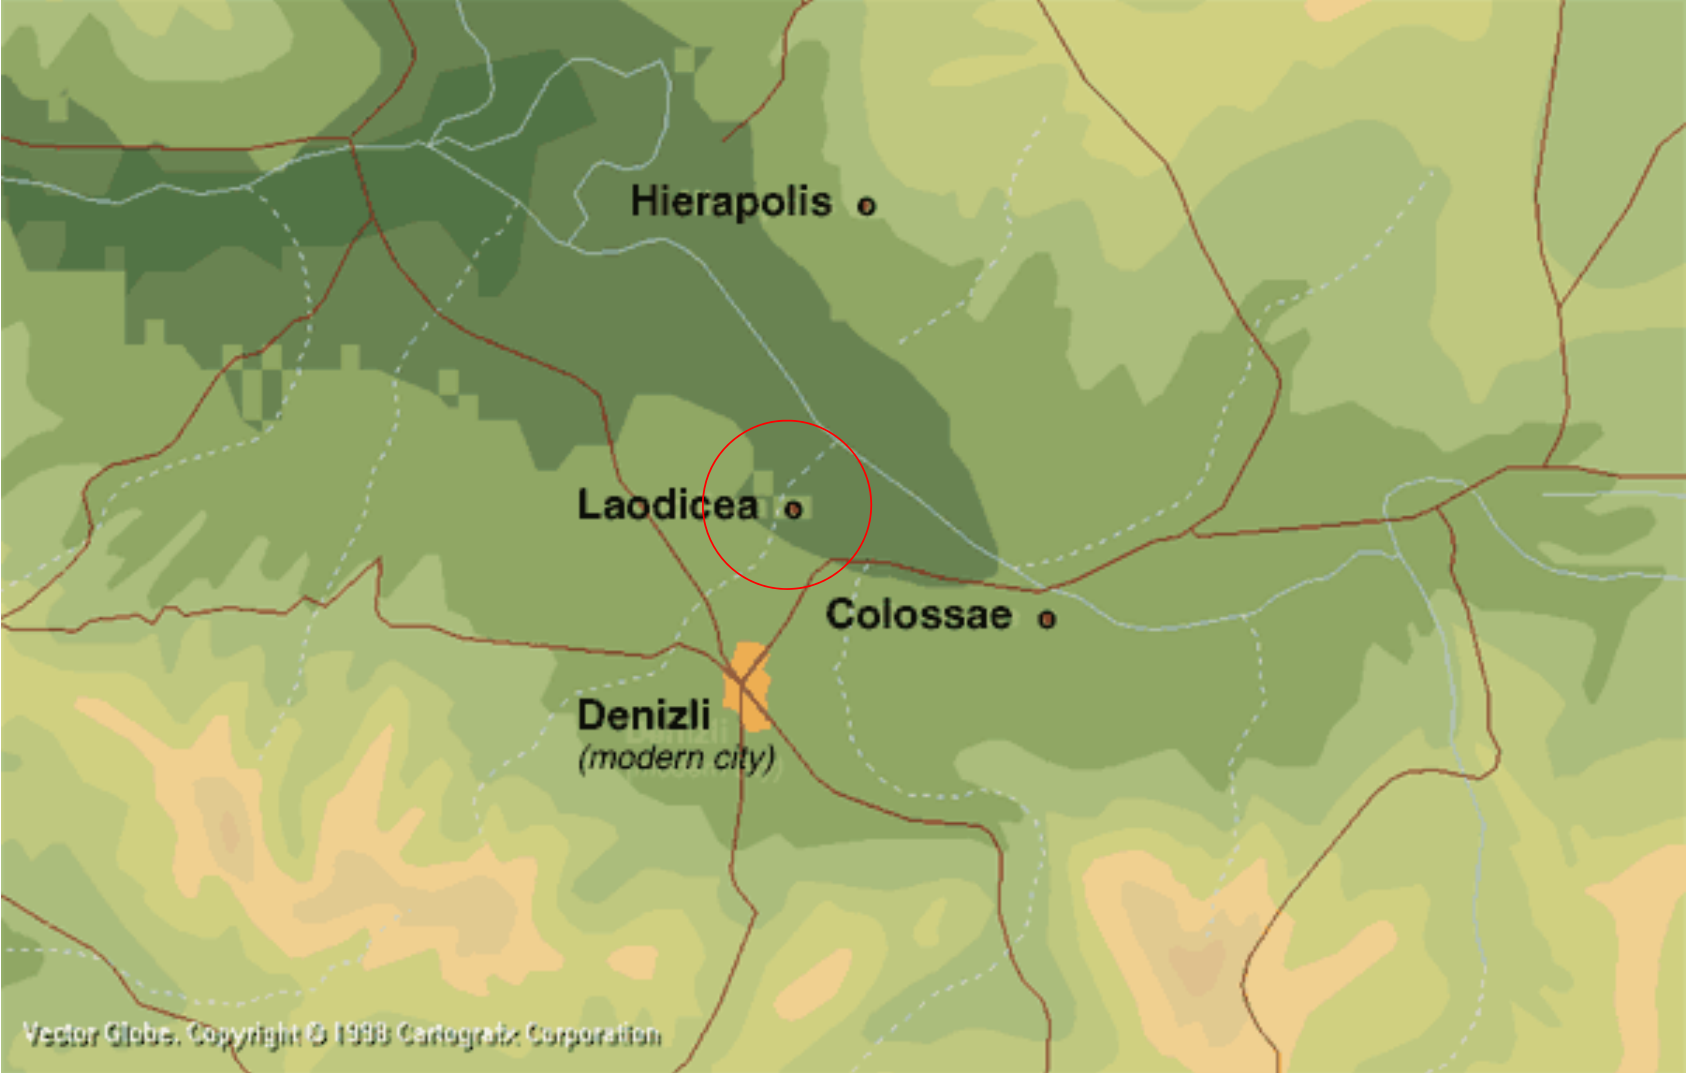 Hierapolis
Laodicea
Colossae
Denizli
(modern city)
Vector Globe. Copyright © 1998 Cartografx Corporation